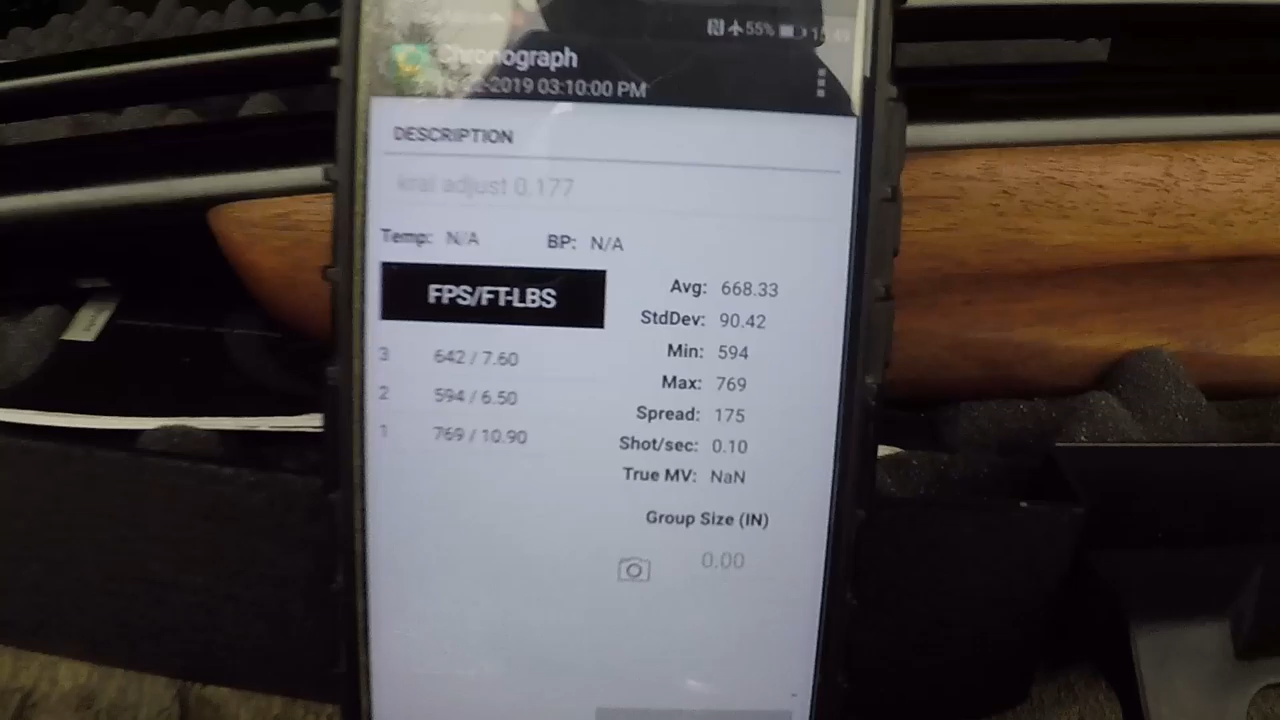 55%
Chronograph
2019 03:10:00 PM
DESCRIPTION
kral adjust 0.177
Temp: N/A BP: N/A
FPS/FT-LBS
3 642 / 7.60
2 594 / 6.50
1 769 / 10.90
Avg: 668.33
StdDev: 90.42
Min: 594
Max: 769
Spread: 175
Shot/sec: 0.10
True MV: NaN
Group Size (IN)
0.00